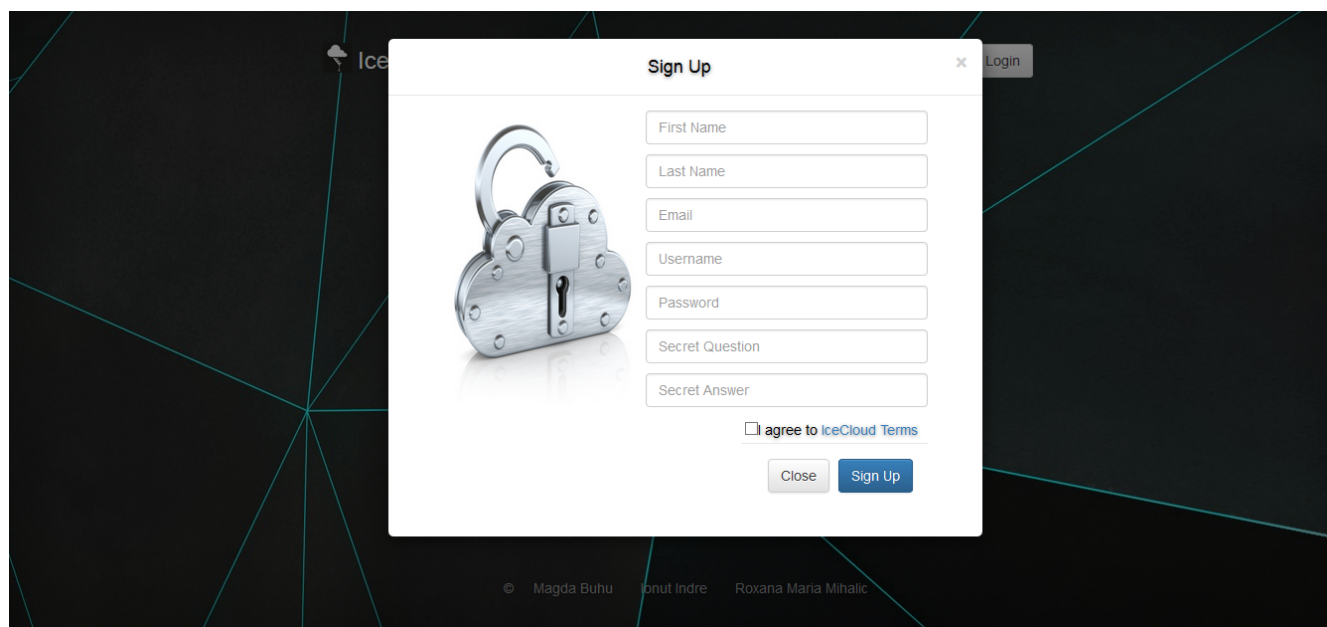 Ice
Login
Sign Up
×
First Name
Last Name
Email
Username
Password
Secret Question
Secret Answer
I agree to IceCloud Terms
Close
Sign Up
© Magda Buhu Ionut Indre Roxana Maria Mihalic